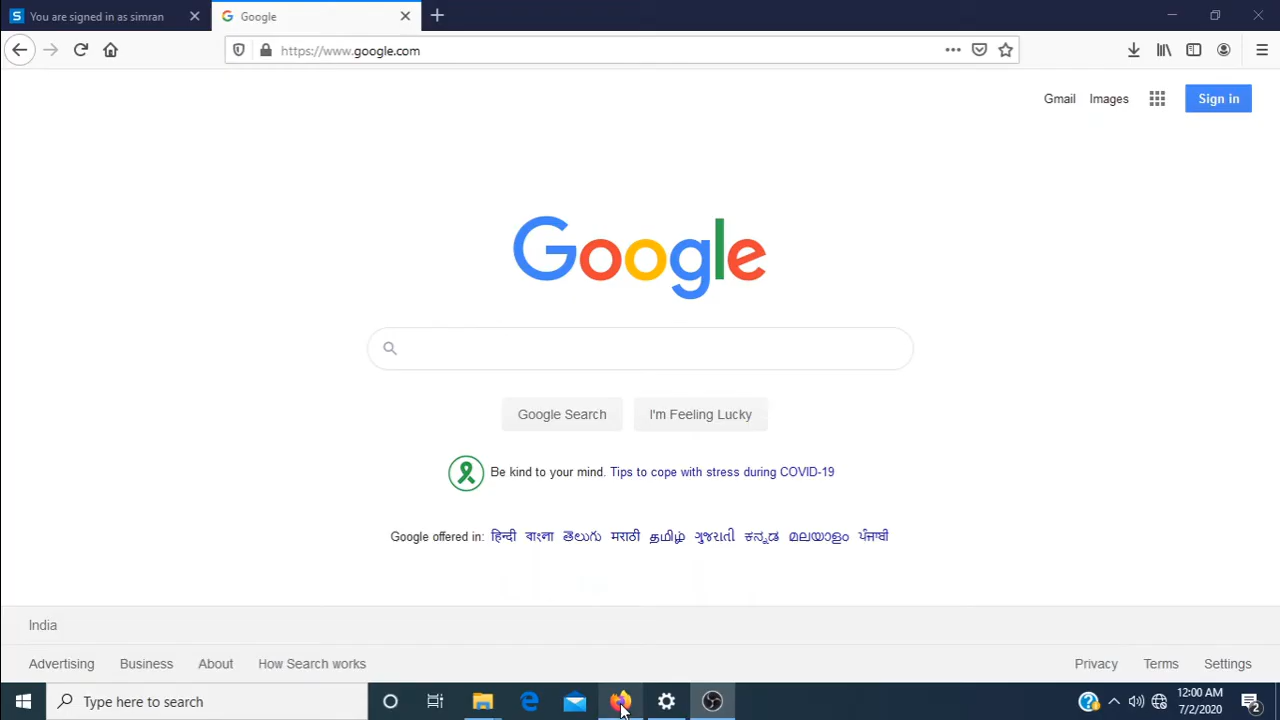 You are signed in as simran
Google
https://www.google.com
Gmail Images Sign in
Google
Google Search I'm Feeling Lucky
Be kind to your mind. Tips to cope with stress during COVID-19
Google offered in: हिन्दी বাংলা తెలుగు मराठी தமிழ் ગુજરાતી ಕನ್ನಡ മലയാളം ਪੰਜਾਬੀ
India
Advertising Business About How Search works Privacy Terms Settings
Type here to search
12:00 AM
7/2/2020
2